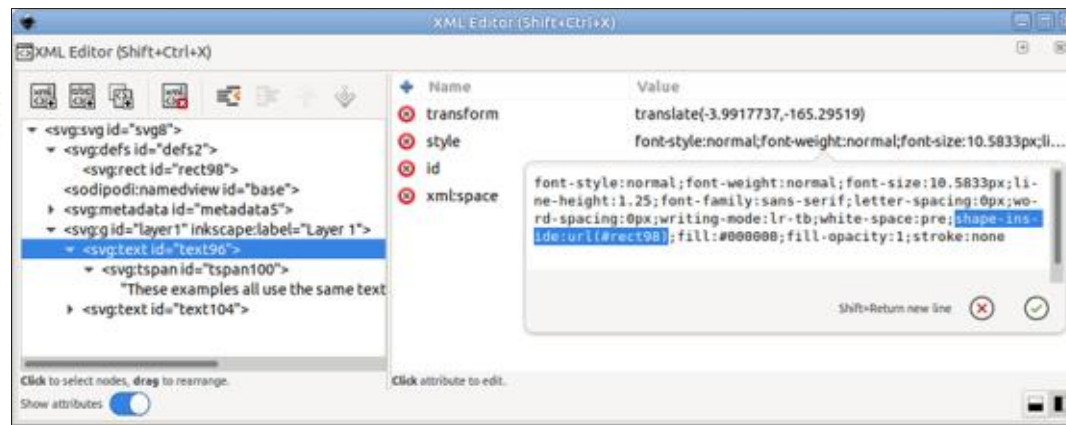 XML Editor (Shift+Ctrl+X)
XML Editor (Shift+Ctrl+X)
<svg:svg id="svg8">
<svg:defs id="defs2">
<svg:rect id="rect98">
<sodipodi:namedview id="base">
<svg:metadata id="metadata5">
<svg:g id="layer1" inkscape:label="Layer 1">
<svg:text id="text96">
<svg:tspan id="tspan100">
"These examples all use the same text
<svg:text id="text104">
Click to select nodes, drag to rearrange.
Show attributes
Name Value
transform translate(-3.9917737,-165.29519)
style font-style:normal;font-weight:normal;font-size:10.5833px;li...
id
xml:space
font-style:normal;font-weight:normal;font-size:10.5833px;li-
ne-height:1.25;font-family:sans-serif;letter-spacing:0px;wo-
rd-spacing:0px;writing-mode:lr-tb;white-space:pre;shape-ins-
ide:url(#rect98);fill:#000000;fill-opacity:1;stroke:none
Shift+Return new line
Click attribute to edit.